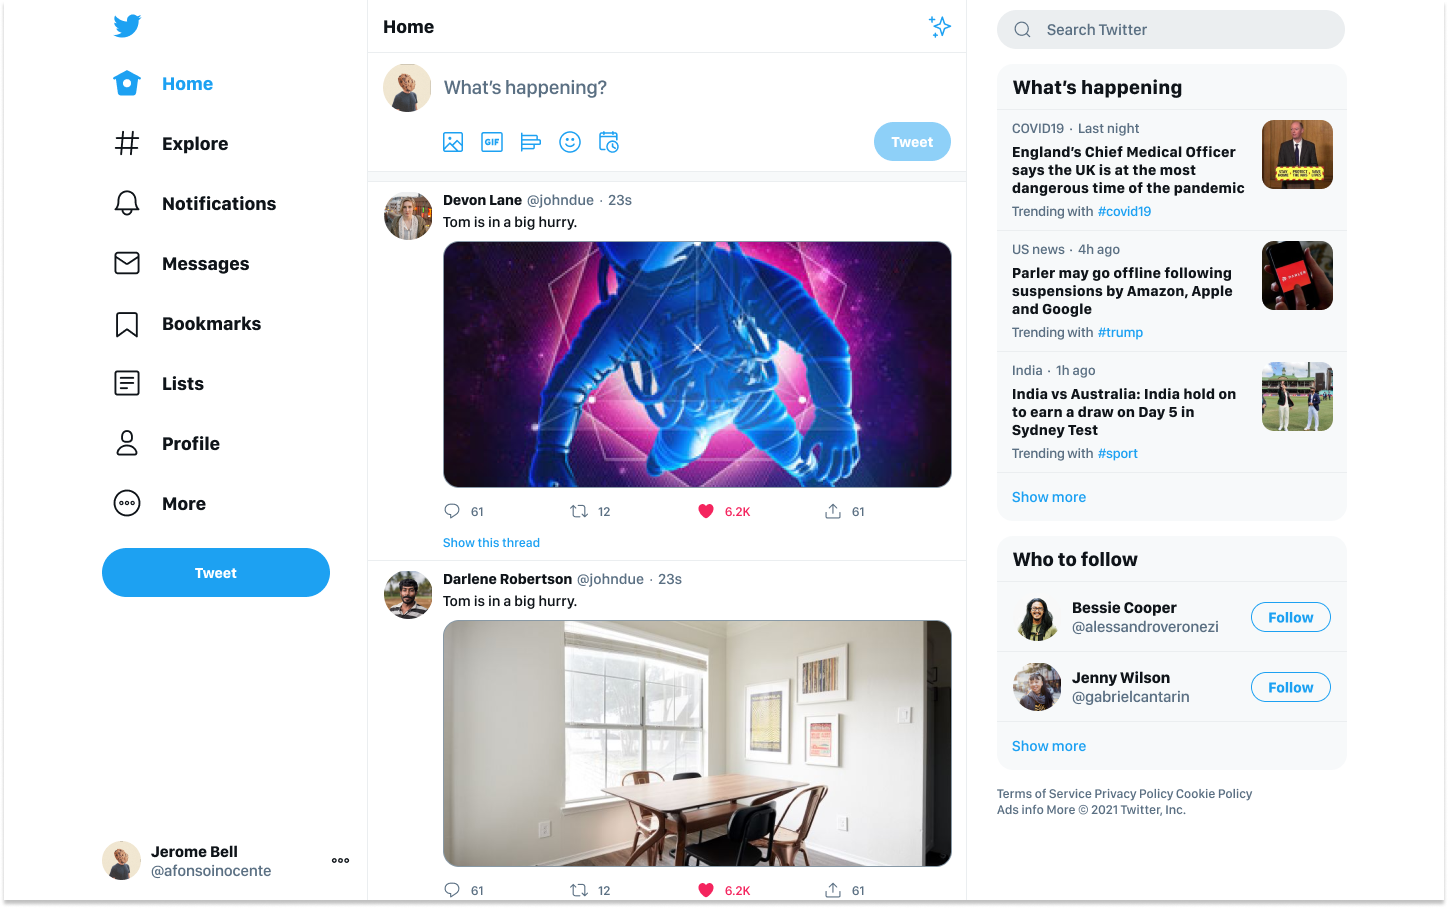 Home
Explore
Notifications
Messages
Bookmarks
Lists
Profile
More
Tweet
Jerome Bell
@afonsoinocente
Home
What's happening?
GIF
Tweet
Devon Lane @johndue · 23s
Tom is in a big hurry.
61 12 6.2K 61
Show this thread
Darlene Robertson @johndue · 23s
Tom is in a big hurry.
61 12 6.2K 61
Search Twitter
What's happening
COVID19 · Last night
England's Chief Medical Officer
says the UK is at the most
dangerous time of the pandemic
Trending with #covid19
US news · 4h ago
Parler may go offline following
suspensions by Amazon, Apple
and Google
Trending with #trump
PARLER
India · 1h ago
India vs Australia: India hold on
to earn a draw on Day 5 in
Sydney Test
Trending with #sport
Show more
Who to follow
Bessie Cooper
@alessandroveronezi
Follow
Jenny Wilson
@gabrielcantarin
Follow
Show more
Terms of Service Privacy Policy Cookie Policy
Ads info More © 2021 Twitter, Inc.